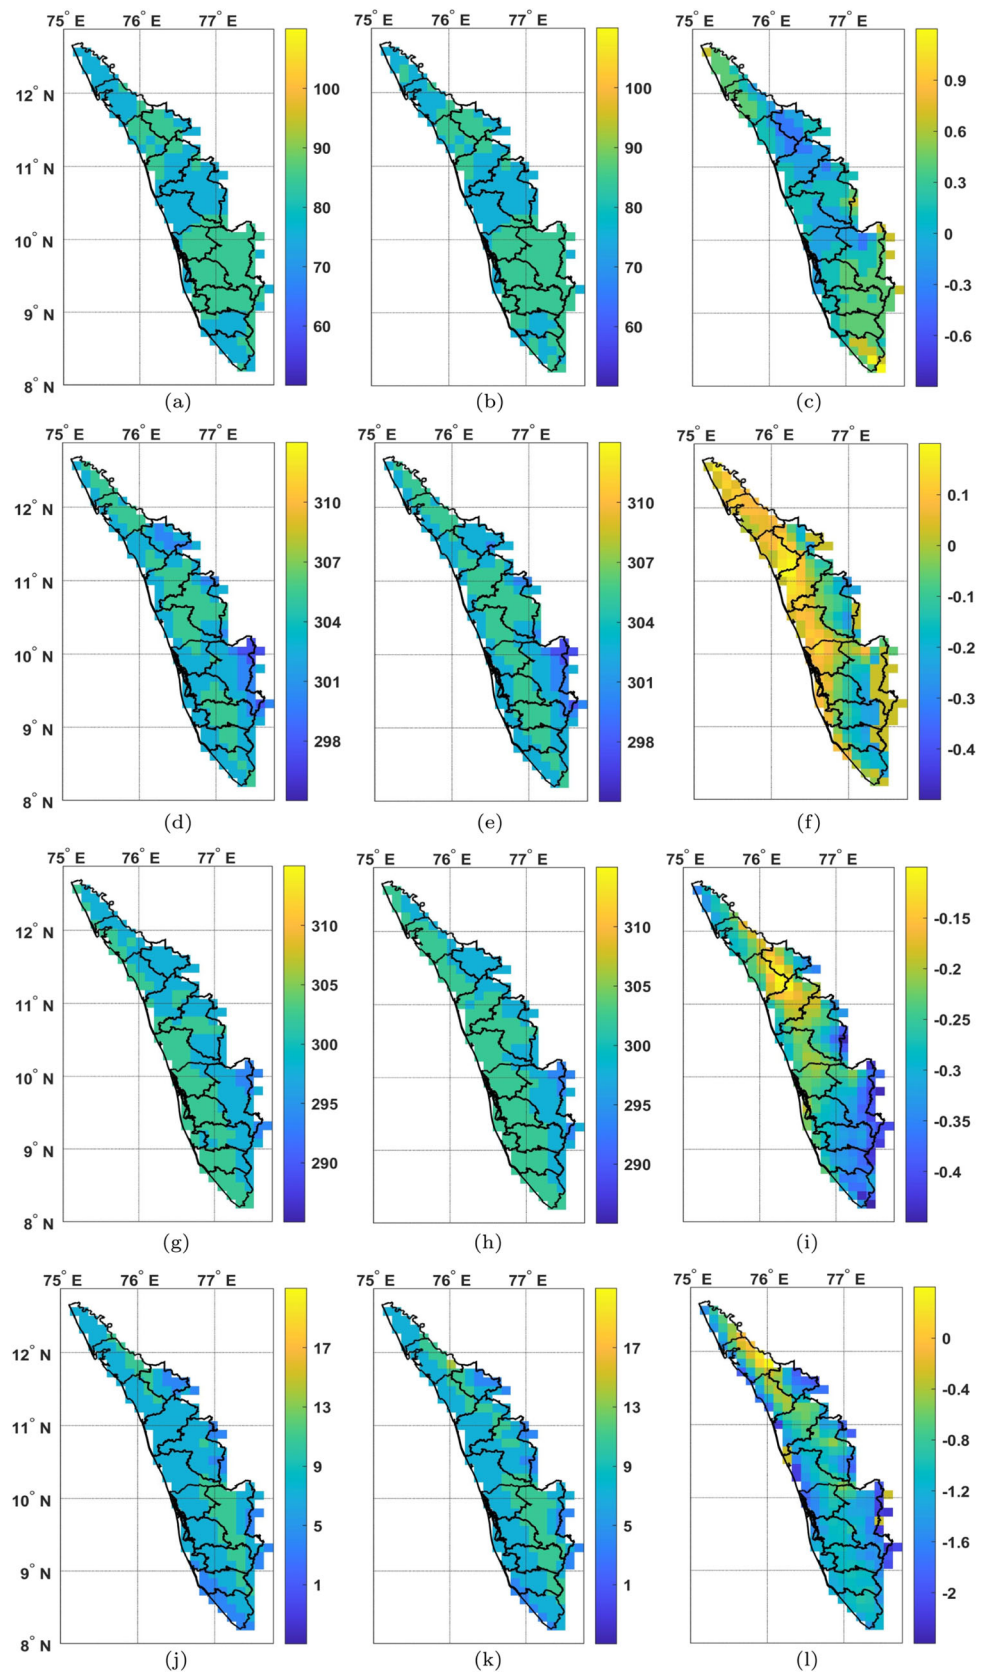 75° E 76° E 77° E 75° E 76° E 77° E 75° E 76° E 77° E
12° N
11° N
10° N
9° N
8° N
100
90
80
70
60
100
90
80
70
60
0.9
0.6
0.3
0
-0.3
-0.6
(a) (b) (c)
75° E 76° E 77° E 75° E 76° E 77° E 75° E 76° E 77° E
12° N
11° N
10° N
9° N
8° N
310
307
304
301
298
310
307
304
301
298
0.1
0
-0.1
-0.2
-0.3
-0.4
(d) (e) (f)
75° E 76° E 77° E 75° E 76° E 77° E 75° E 76° E 77° E
12° N
11° N
10° N
9° N
8° N
310
305
300
295
290
310
305
300
295
290
-0.15
-0.2
-0.25
-0.3
-0.35
-0.4
(g) (h) (i)
75° E 76° E 77° E 75° E 76° E 77° E 75° E 76° E 77° E
12° N
11° N
10° N
9° N
8° N
17
13
9
5
1
17
13
9
5
1
0
-0.4
-0.8
-1.2
-1.6
-2
(j) (k) (l)